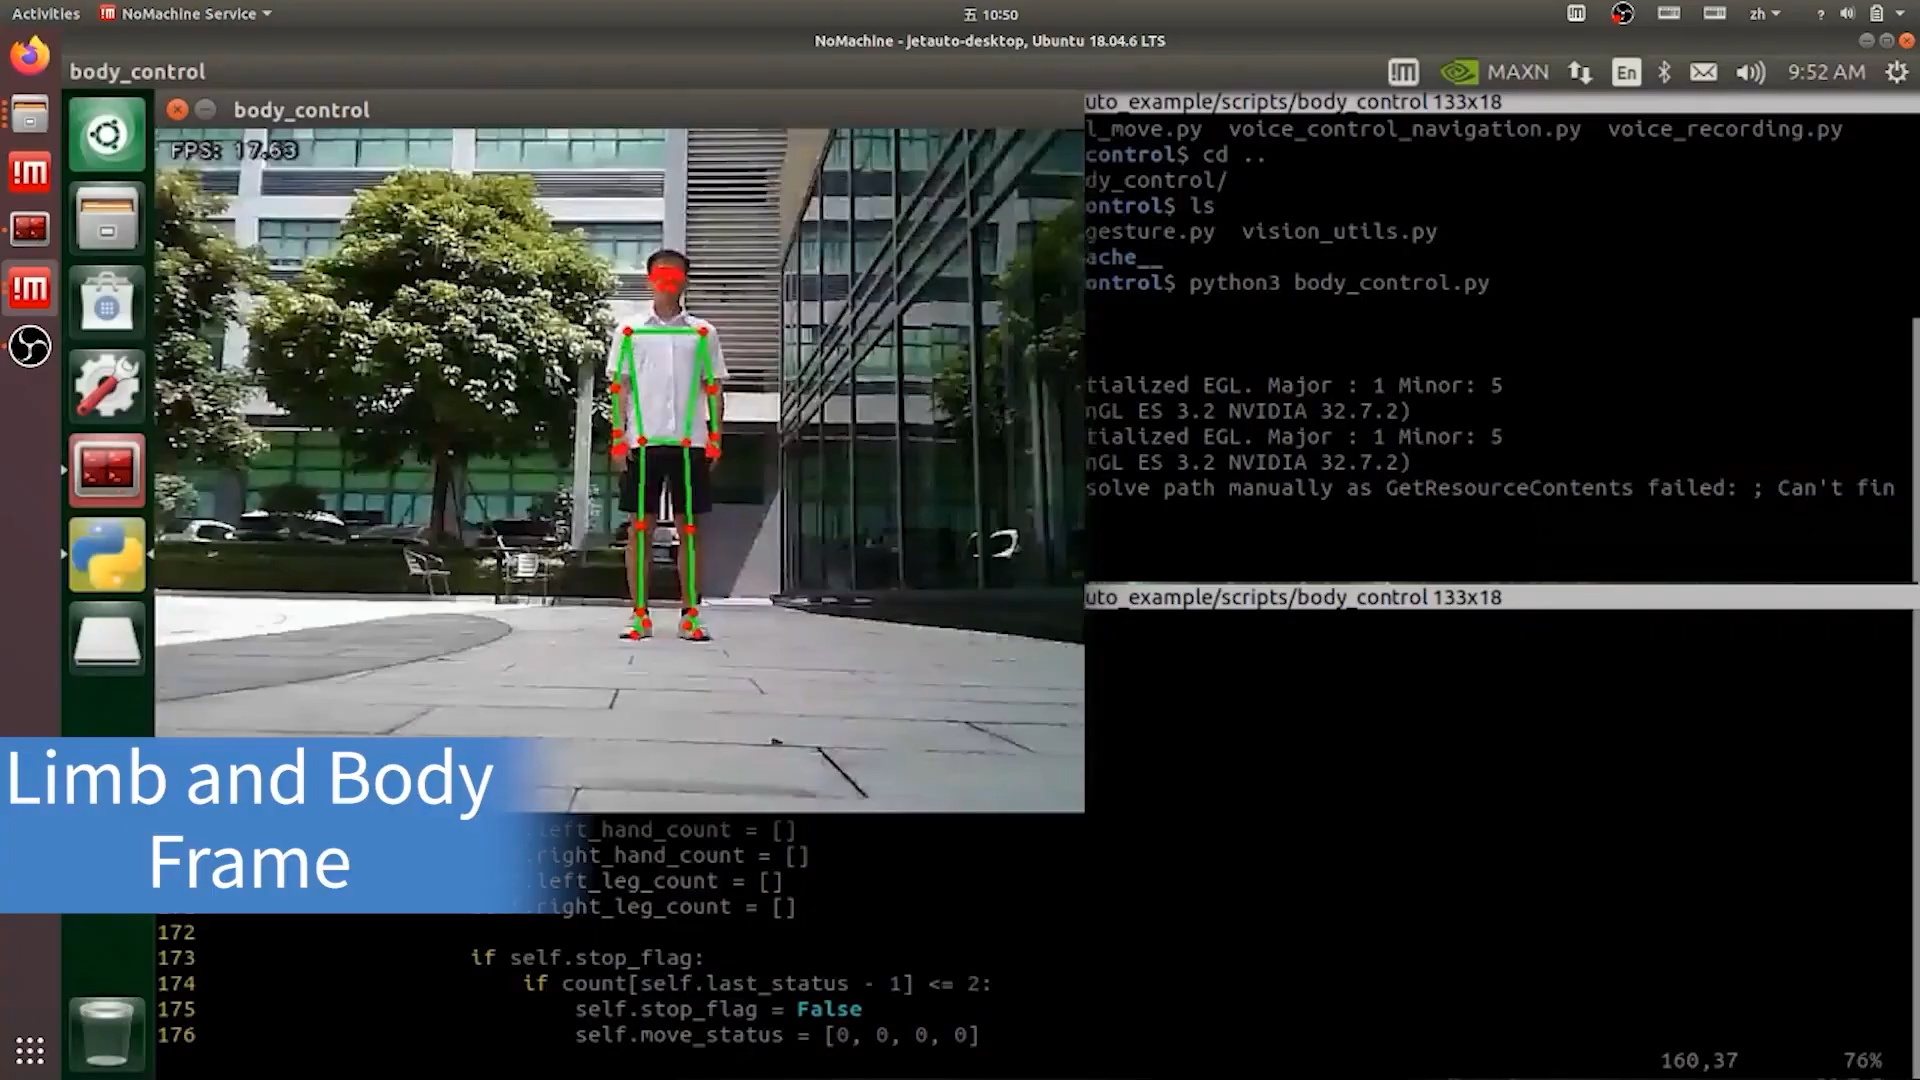 Activities NoMachine Service 五 10:50 zh ?
NoMachine - jetauto-desktop, Ubuntu 18.04.6 LTS
body_control MAXN En 9:52 AM
body_control
FPS: 17.63
uto_example/scripts/body_control 133x18
l_move.py voice_control_navigation.py voice_recording.py
control$ cd ..
dy_control/
ontrol$ ls
gesture.py vision_utils.py
ache__
ontrol$ python3 body_control.py
tialized EGL. Major : 1 Minor: 5
nGL ES 3.2 NVIDIA 32.7.2)
tialized EGL. Major : 1 Minor: 5
nGL ES 3.2 NVIDIA 32.7.2)
solve path manually as GetResourceContents failed: ; Can't fin
uto_example/scripts/body_control 133x18
Limb and Body
Frame
.left_hand_count = []
.right_hand_count = []
.left_leg_count = []
.right_leg_count = []
172
173 if self.stop_flag:
174 if count[self.last_status - 1] <= 2:
175 self.stop_flag = False
176 self.move_status = [0, 0, 0, 0]
160,37 76%